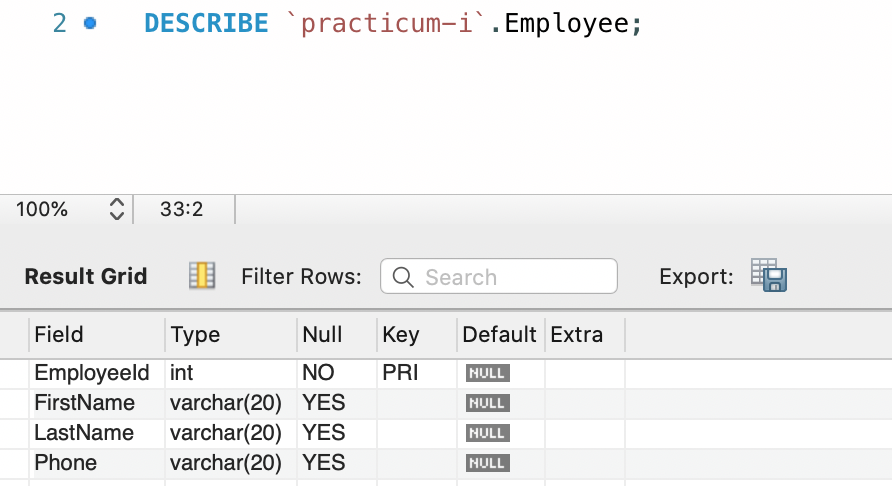 2 DESCRIBE `practicum-i`.Employee;
100% 33:2
Result Grid Filter Rows: Search Export:
Field Type Null Key Default Extra
EmployeeId int NO PRI NULL
FirstName varchar(20) YES NULL
LastName varchar(20) YES NULL
Phone varchar(20) YES NULL